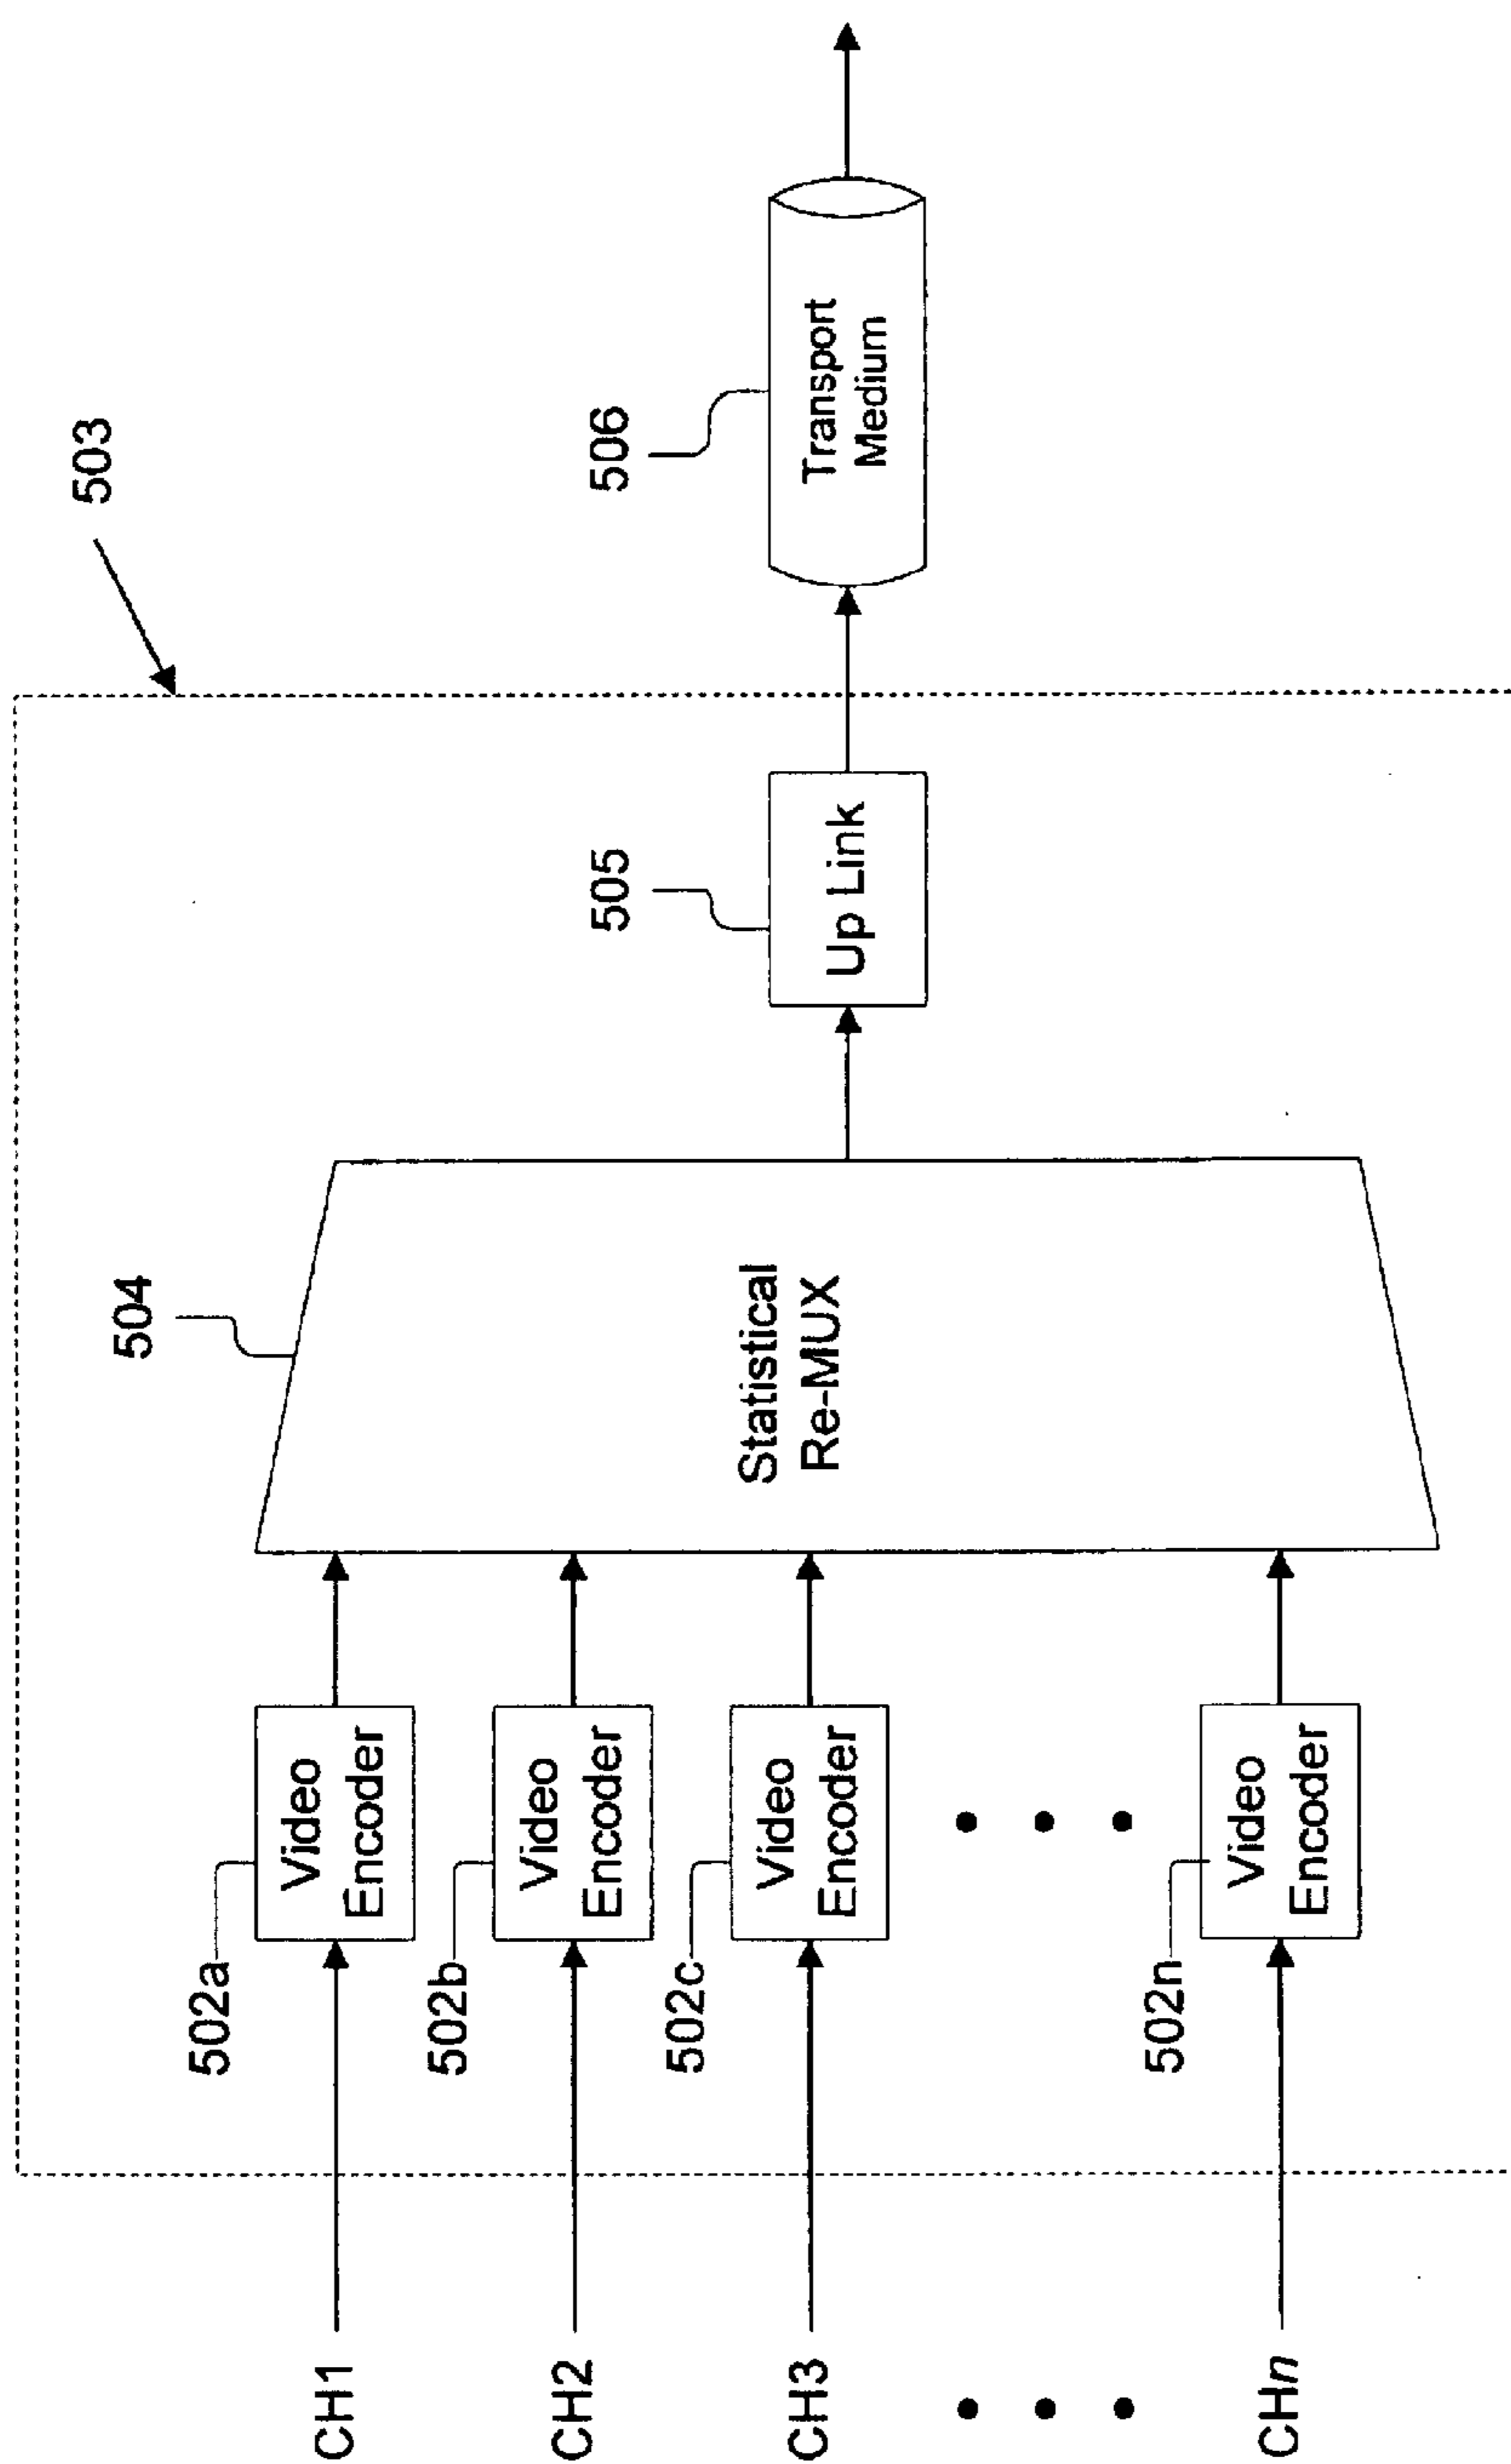 503
504
505
506
502a
502b
502c
502n
CH1
CH2
CH3
CHn
Video
Encoder
Video
Encoder
Video
Encoder
Video
Encoder
Statistical
Re-MUX
Up Link
Transport
Medium